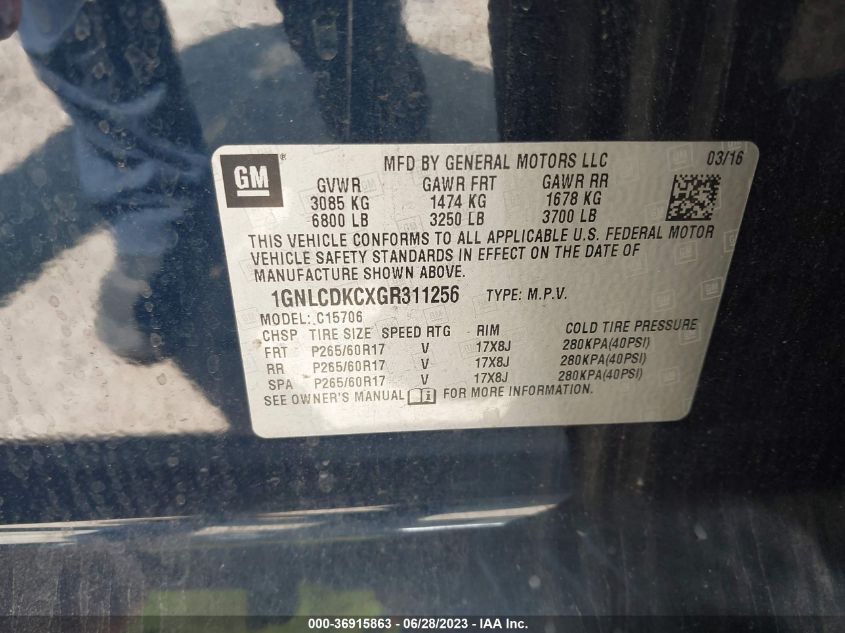 GM®
MFD BY GENERAL MOTORS LLC 03/16
GVWR GAWR FRT GAWR RR
3085 KG 1474 KG 1678 KG
6800 LB 3250 LB 3700 LB
THIS VEHICLE CONFORMS TO ALL APPLICABLE U.S. FEDERAL MOTOR
VEHICLE SAFETY STANDARDS IN EFFECT ON THE DATE OF
MANUFACTURE SHOWN ABOVE.
1GNLCDKCXGR311256 TYPE: M.P.V.
MODEL: C15706
CHSP TIRE SIZE SPEED RTG RIM COLD TIRE PRESSURE
FRT P265/60R17 V 17X8J 280KPA(40PSI)
RR P265/60R17 V 17X8J 280KPA(40PSI)
SPA P265/60R17 V 17X8J 280KPA(40PSI)
SEE OWNER'S MANUAL FOR MORE INFORMATION.
000-36915863 / 06/28/2023 / IAA Inc.